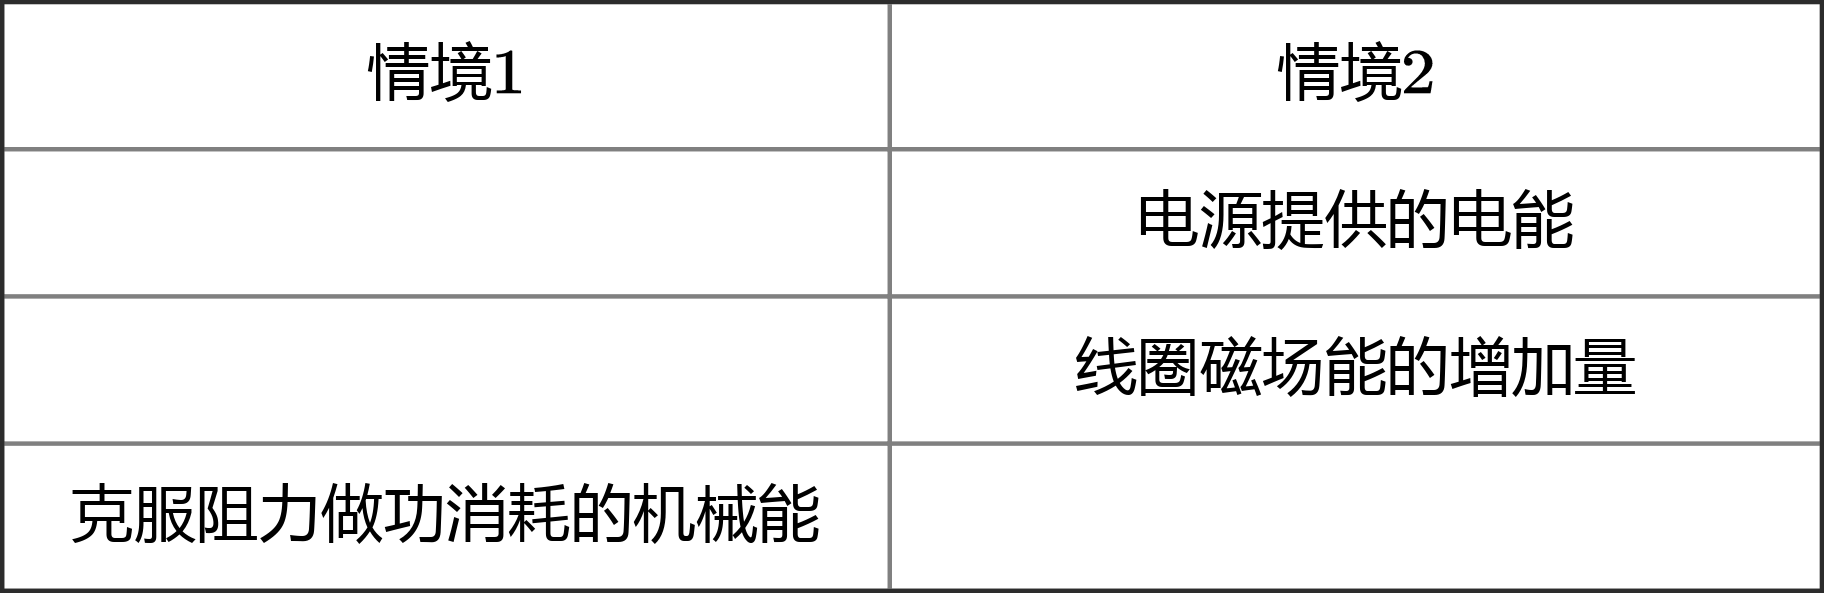 情境1
情境2
电源提供的电能
线圈磁场能的增加量
克服阻力做功消耗的机械能